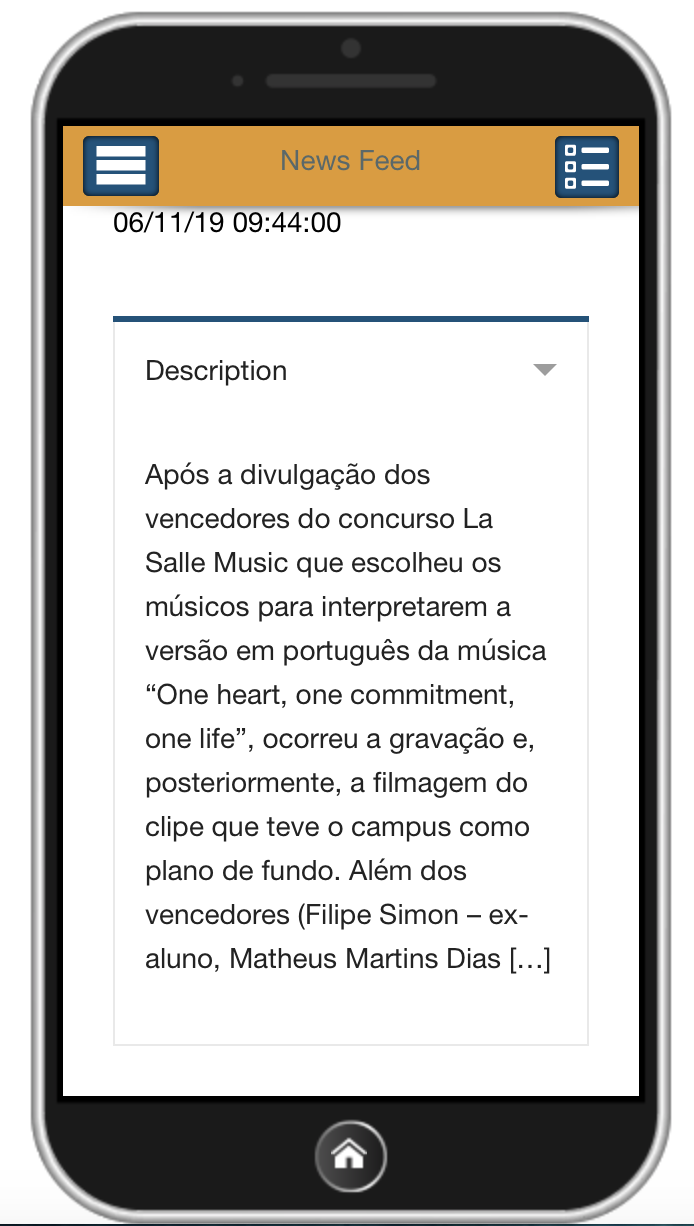 News Feed
06/11/19 09:44:00
Description
Após a divulgação dos
vencedores do concurso La
Salle Music que escolheu os
músicos para interpretarem a
versão em português da música
“One heart, one commitment,
one life”, ocorreu a gravação e,
posteriormente, a filmagem do
clipe que teve o campus como
plano de fundo. Além dos
vencedores (Filipe Simon – ex-
aluno, Matheus Martins Dias […]